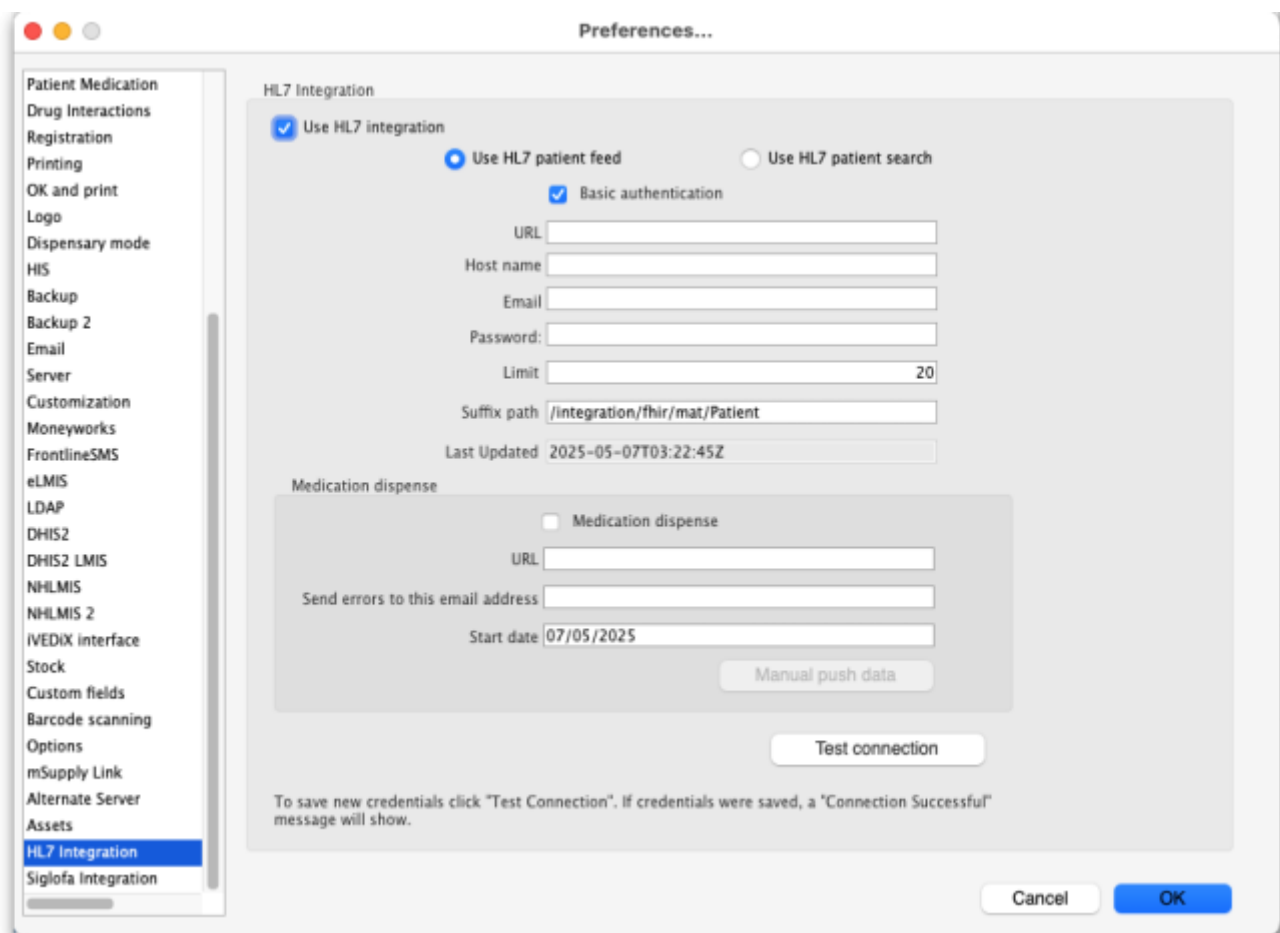 Preferences...
Patient Medication
Drug Interactions
Registration
Printing
OK and print
Logo
Dispensary mode
HIS
Backup
Backup 2
Email
Server
Customization
Moneyworks
FrontlineSMS
eLMIS
LDAP
DHIS2
DHIS2 LMIS
NHLMIS
NHLMIS 2
iVEDiX interface
Stock
Custom fields
Barcode scanning
Options
mSupply Link
Alternate Server
Assets
HL7 Integration
Siglofa Integration
HL7 Integration
Use HL7 integration
Use HL7 patient feed Use HL7 patient search
Basic authentication
URL
Host name
Email
Password:
Limit 20
Suffix path /integration/fhir/mat/Patient
Last Updated 2025-05-07T03:22:45Z
Medication dispense
Medication dispense
URL
Send errors to this email address
Start date 07/05/2025
Manual push data
Test connection
To save new credentials click "Test Connection". If credentials were saved, a "Connection Successful"
message will show.
Cancel OK